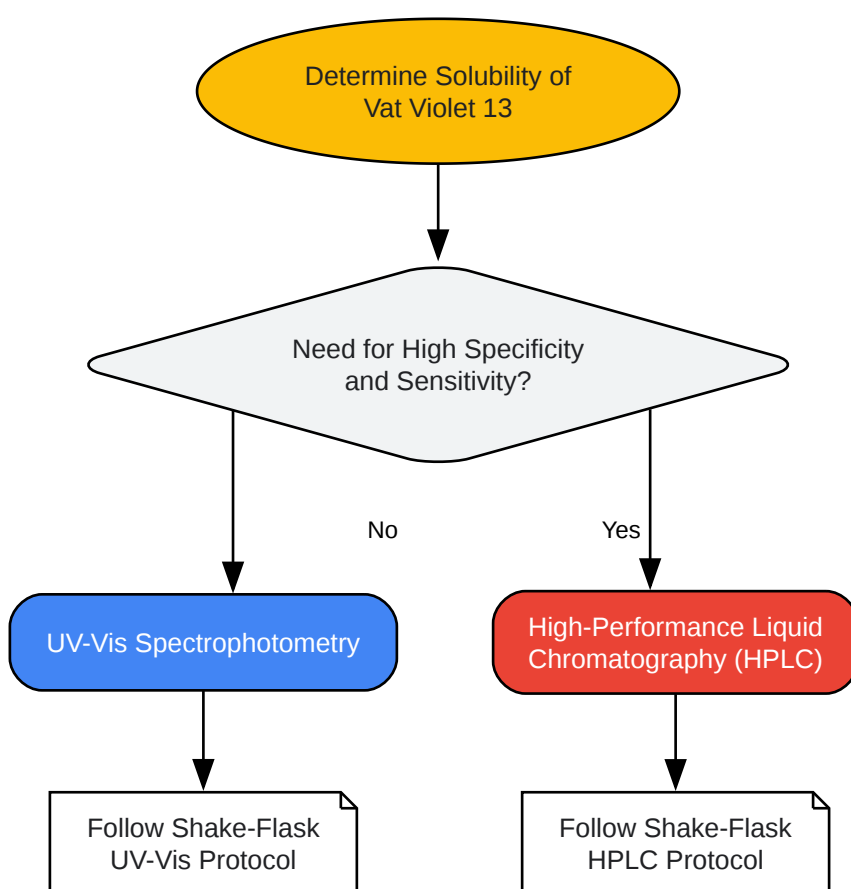 Determine Solubility of
Vat Violet 13
Need for High Specificity
and Sensitivity?
No
Yes
UV-Vis Spectrophotometry
High-Performance Liquid
Chromatography (HPLC)
Follow Shake-Flask
UV-Vis Protocol
Follow Shake-Flask
HPLC Protocol